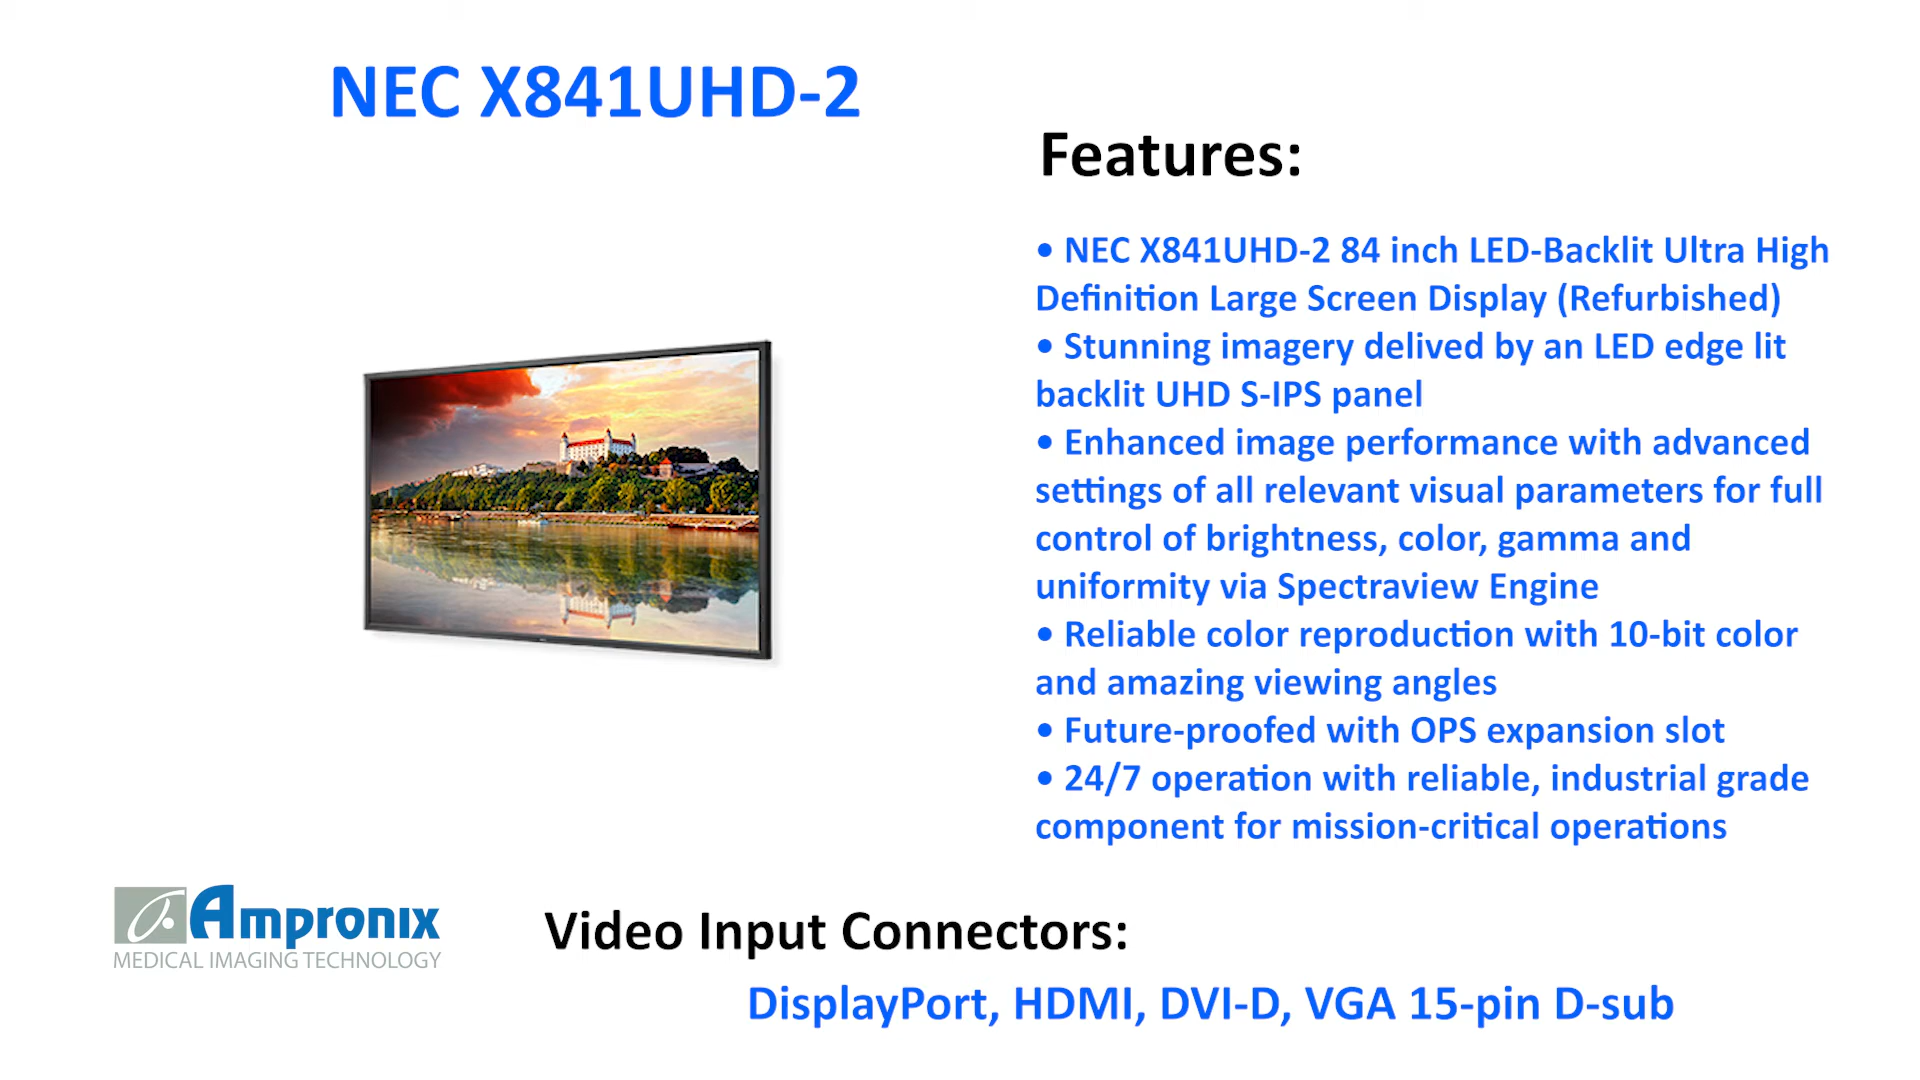 NEC X841UHD-2
Features:
• NEC X841UHD-2 84 inch LED-Backlit Ultra High
Definition Large Screen Display (Refurbished)
• Stunning imagery delived by an LED edge lit
backlit UHD S-IPS panel
• Enhanced image performance with advanced
settings of all relevant visual parameters for full
control of brightness, color, gamma and
uniformity via Spectraview Engine
• Reliable color reproduction with 10-bit color
and amazing viewing angles
• Future-proofed with OPS expansion slot
• 24/7 operation with reliable, industrial grade
component for mission-critical operations
Ampronix
MEDICAL IMAGING TECHNOLOGY
Video Input Connectors:
DisplayPort, HDMI, DVI-D, VGA 15-pin D-sub